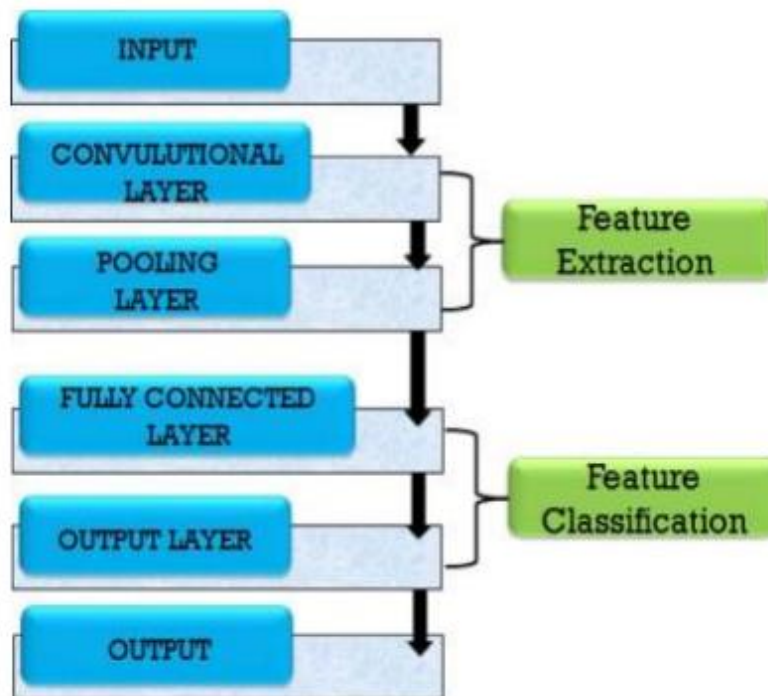 INPUT
CONVULUTIONAL
LAYER
POOLING
LAYER
FULLY CONNECTED
LAYER
OUTPUT LAYER
OUTPUT
Feature
Extraction
Feature
Classification